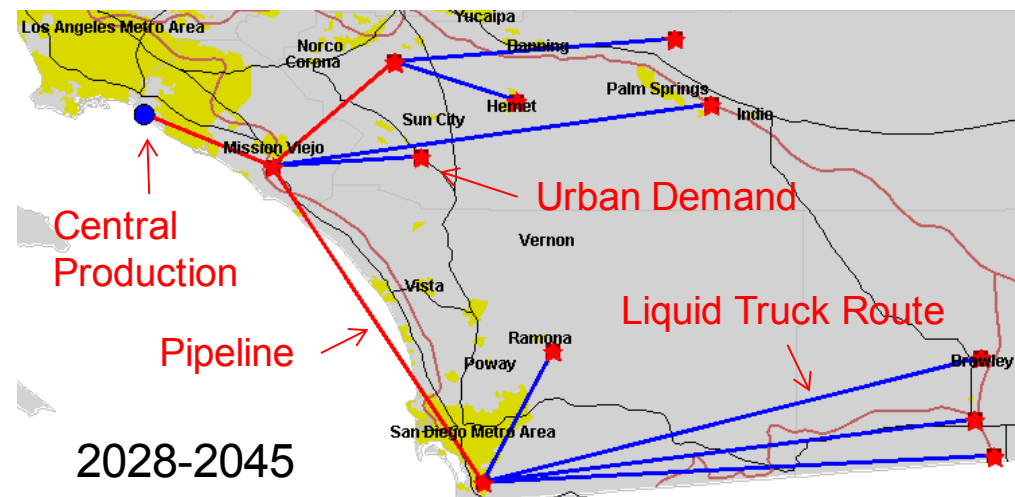 Yucaipa
Los Angeles Metro Area
Norco
Banning
Corona
Palm Springs
Hemet
Indio
Sun City
Mission Viejo
Urban Demand
Central
Production
Vernon
Vista
Liquid Truck Route
Pipeline
Ramona
Poway
Brawley
San Diego Metro Area
2028-2045